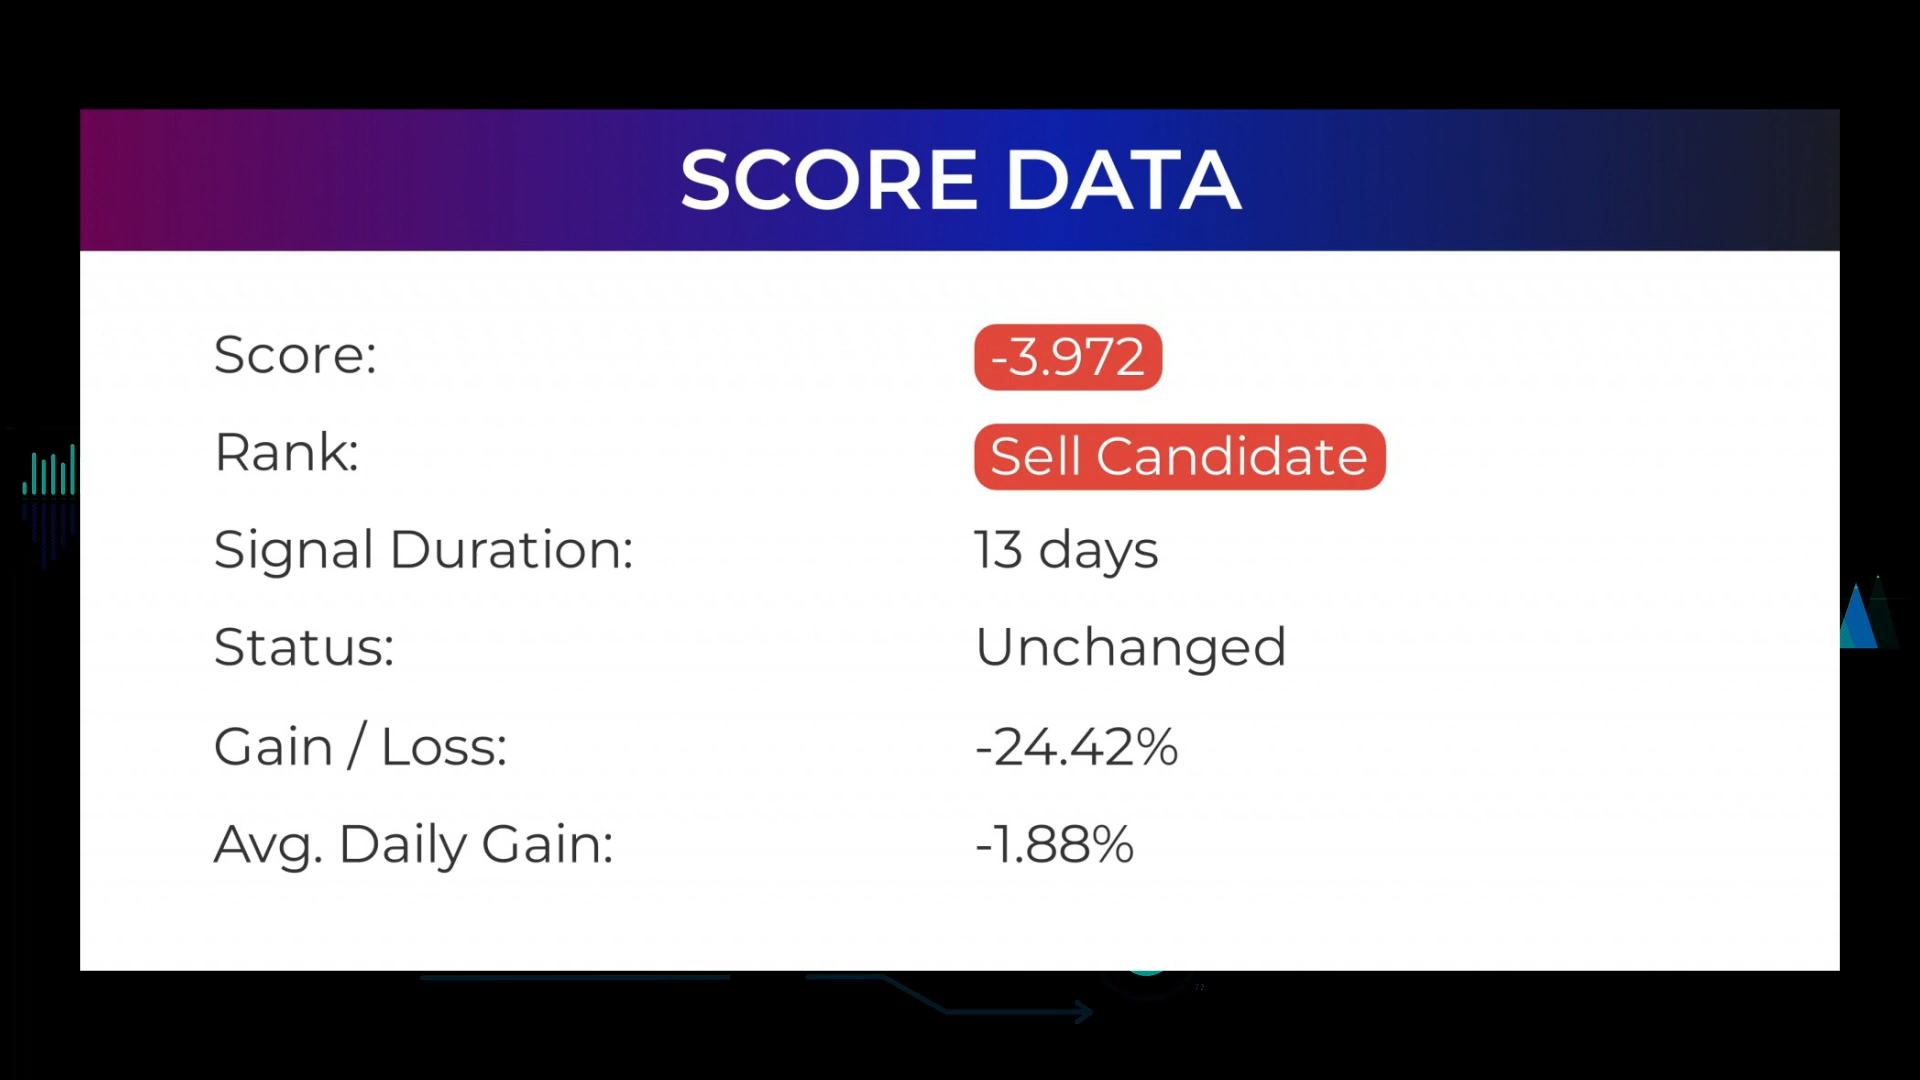 SCORE DATA
Score: -3.972
Rank: Sell Candidate
Signal Duration: 13 days
Status: Unchanged
Gain / Loss: -24.42%
Avg. Daily Gain: -1.88%
72